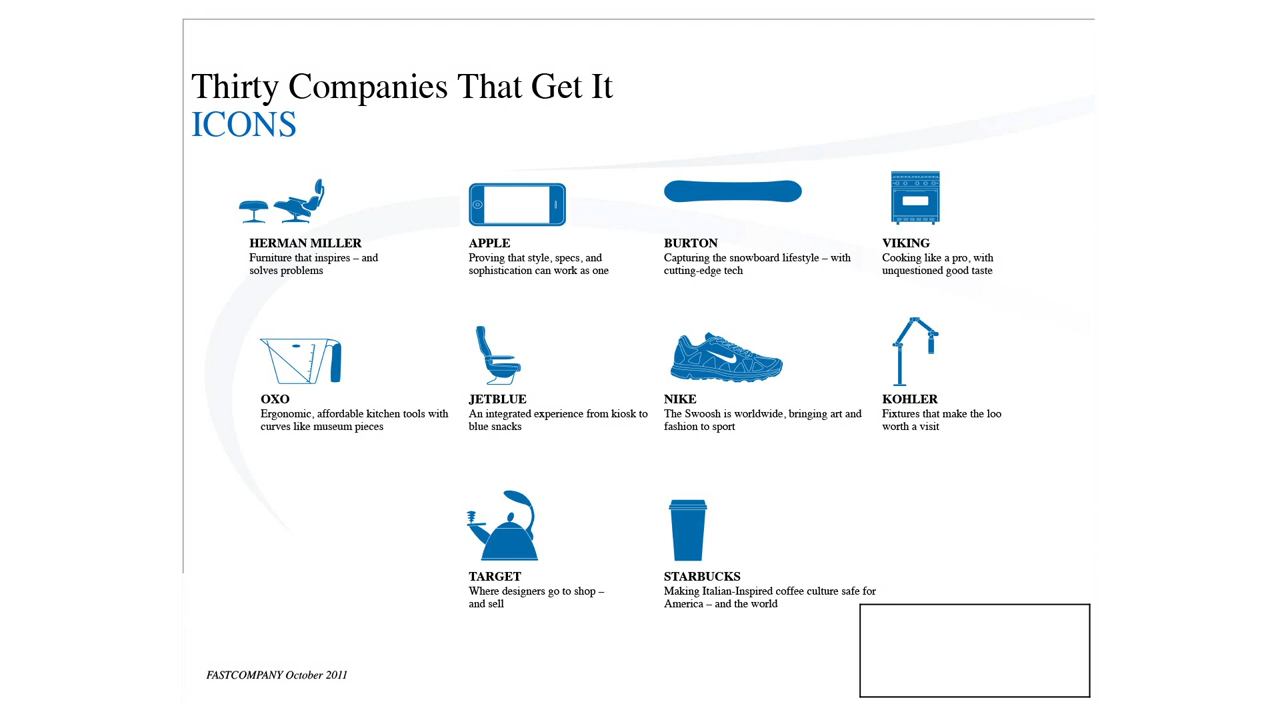 Thirty Companies That Get It
ICONS
HERMAN MILLER
Furniture that inspires – and
solves problems
APPLE
Proving that style, specs, and
sophistication can work as one
BURTON
Capturing the snowboard lifestyle – with
cutting-edge tech
VIKING
Cooking like a pro, with
unquestioned good taste
OXO
Ergonomic, affordable kitchen tools with
curves like museum pieces
JETBLUE
An integrated experience from kiosk to
blue snacks
NIKE
The Swoosh is worldwide, bringing art and
fashion to sport
KOHLER
Fixtures that make the loo
worth a visit
TARGET
Where designers go to shop –
and sell
STARBUCKS
Making Italian-Inspired coffee culture safe for
America – and the world
FASTCOMPANY October 2011